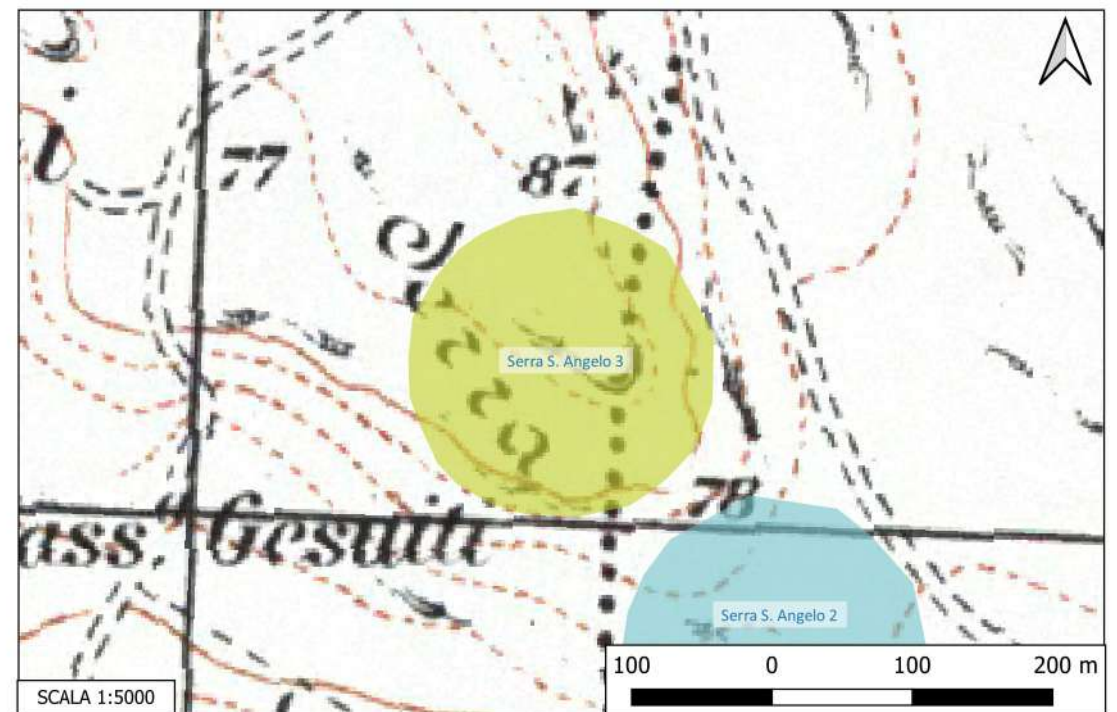 77
87
Serra S. Angelo 3
78
ass. Gesuiti
Serra S. Angelo 2
100 0 100 200 m
SCALA 1:5000